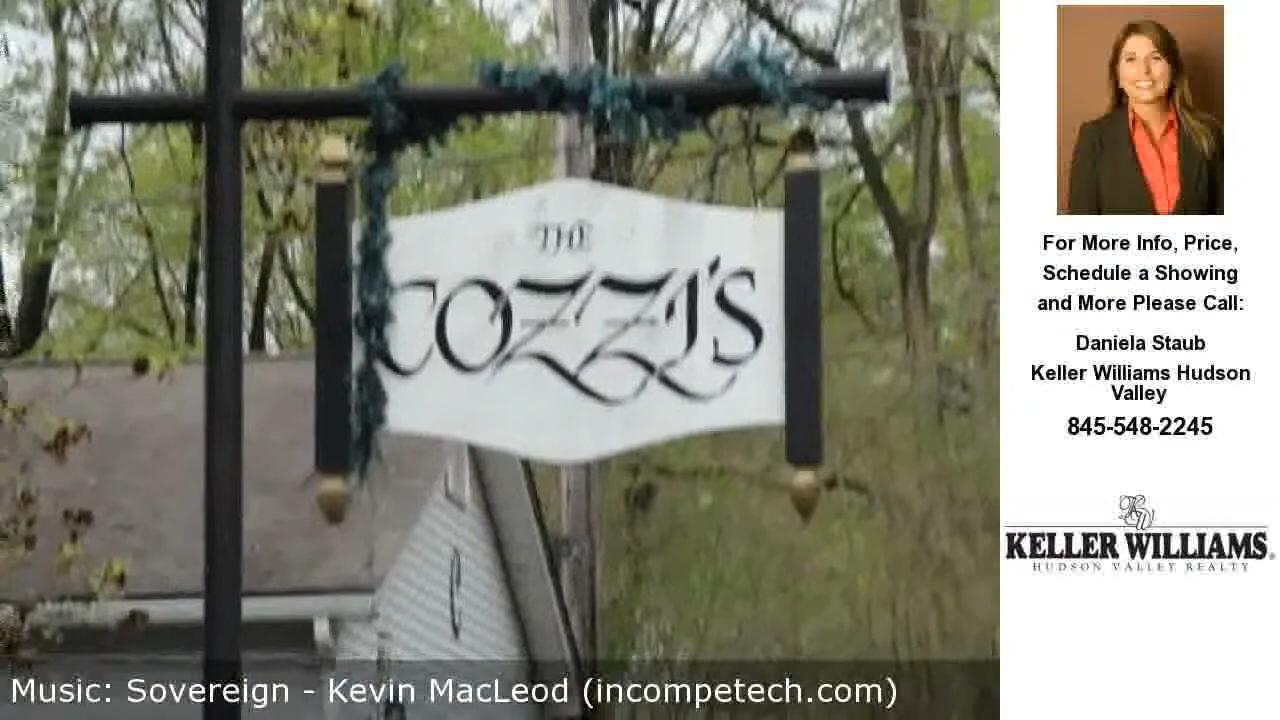 THE
COZZI'S
Music: Sovereign - Kevin MacLeod (incompetech.com)
For More Info, Price,
Schedule a Showing
and More Please Call:
Daniela Staub
Keller Williams Hudson
Valley
845-548-2245
KW
KELLER WILLIAMS®
HUDSON VALLEY REALTY